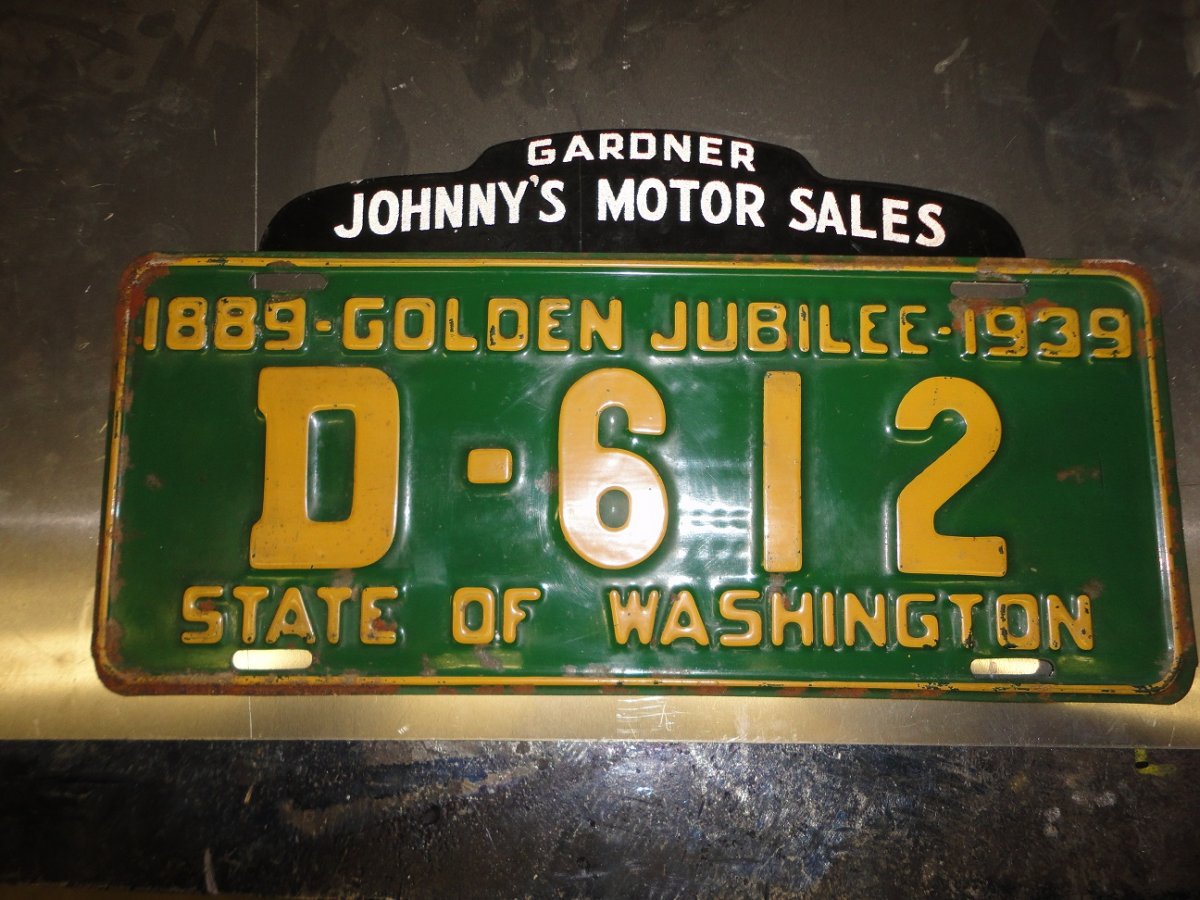 GARDNER
JOHNNY'S MOTOR SALES
1889-GOLDEN JUBILEE-1939
D-612
STATE OF WASHINGTON